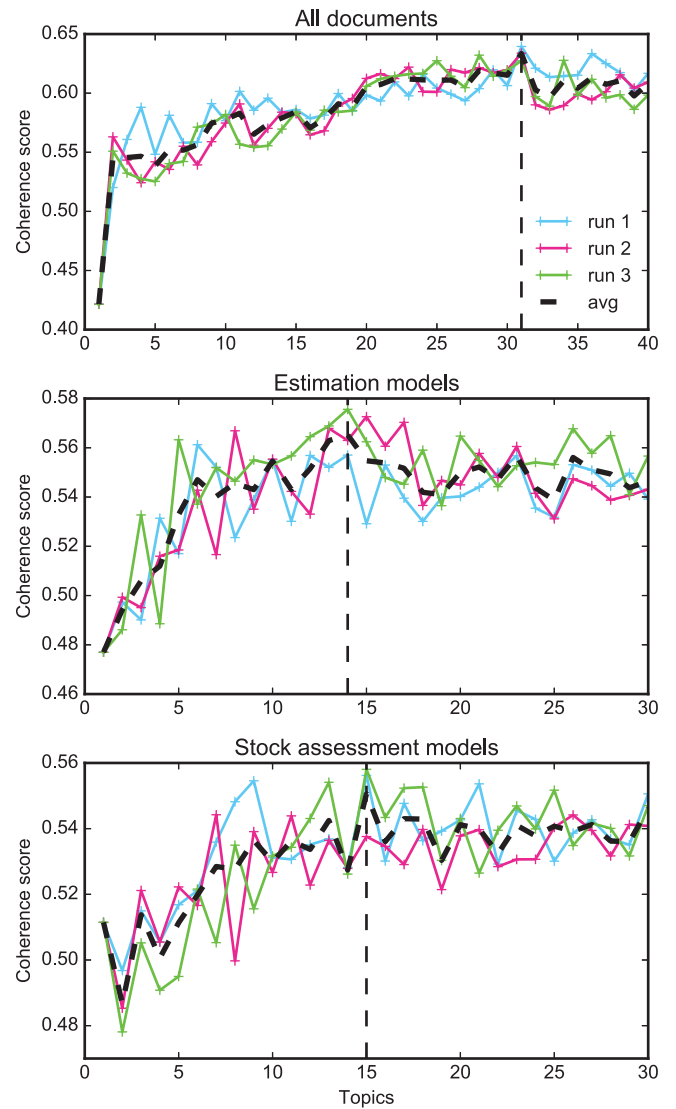 All documents
0.65
0.60
0.55
0.50
0.45
0.40
Coherence score
run 1
run 2
run 3
avg
0 5 10 15 20 25 30 35 40
Estimation models
0.58
0.56
0.54
0.52
0.50
0.48
0.46
Coherence score
0 5 10 15 20 25 30
Stock assessment models
0.56
0.54
0.52
0.50
0.48
Coherence score
0 5 10 15 20 25 30
Topics